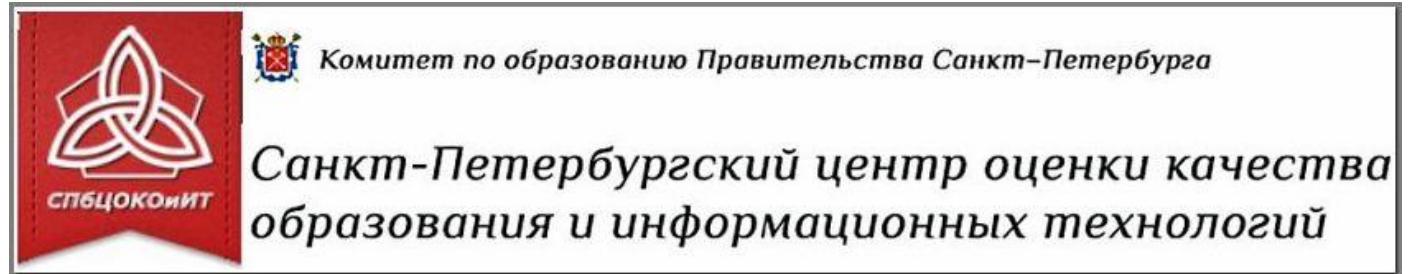 Комитет по образованию Правительства Санкт-Петербурга
Санкт-Петербургский центр оценки качества
образования и информационных технологий
СПбЦОКОиИТ